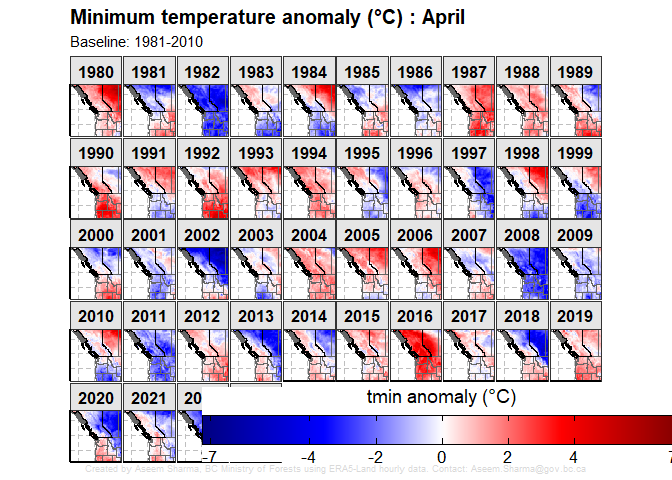 Minimum temperature anomaly (°C) : April
Baseline: 1981-2010
1980 1981 1982 1983 1984 1985 1986 1987 1988 1989
1990 1991 1992 1993 1994 1995 1996 1997 1998 1999
2000 2001 2002 2003 2004 2005 2006 2007 2008 2009
2010 2011 2012 2013 2014 2015 2016 2017 2018 2019
2020 2021 20
tmin anomaly (°C)
-7 -4 -2 0 2 4 7
Created by Aseem Sharma, BC Ministry of Forests using ERA5-Land hourly data. Contact: Aseem.Sharma@gov.bc.ca